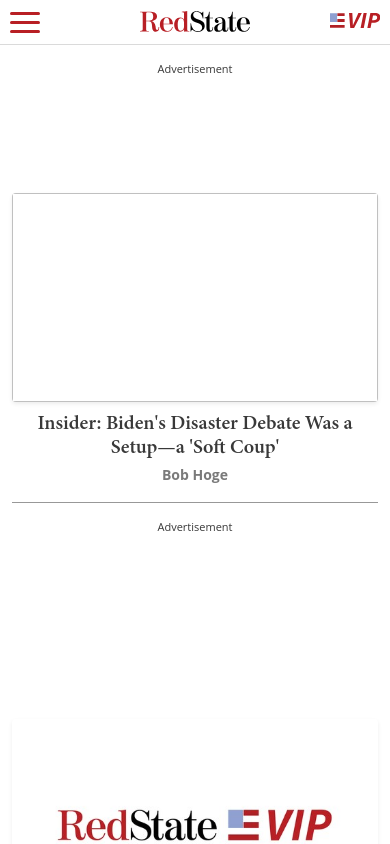 RedState
VIP
Advertisement
Insider: Biden's Disaster Debate Was a
Setup—a 'Soft Coup'
Bob Hoge
Advertisement
RedState VIP